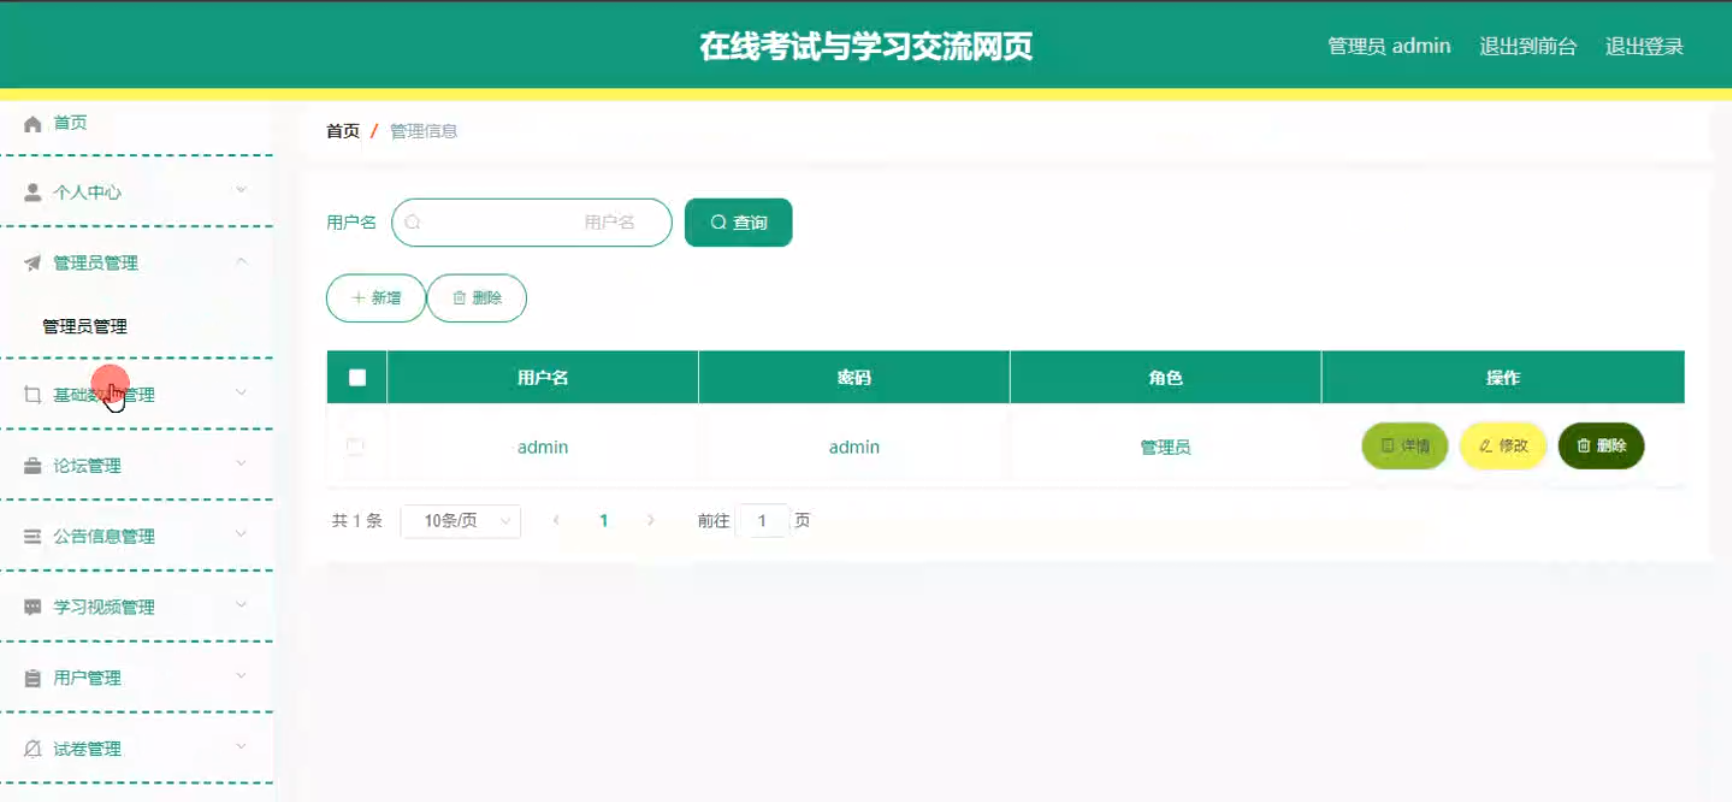 在线考试与学习交流网页
管理员 admin 退出到前台 退出登录
首页
个人中心
管理员管理
管理员管理
基础数据管理
论坛管理
公告信息管理
学习视频管理
用户管理
试卷管理
首页 / 管理信息
用户名 用户名 查询
新增 删除
用户名 密码 角色 操作
admin admin 管理员 详情 修改 删除
共 1 条 10条/页 1 前往 1 页